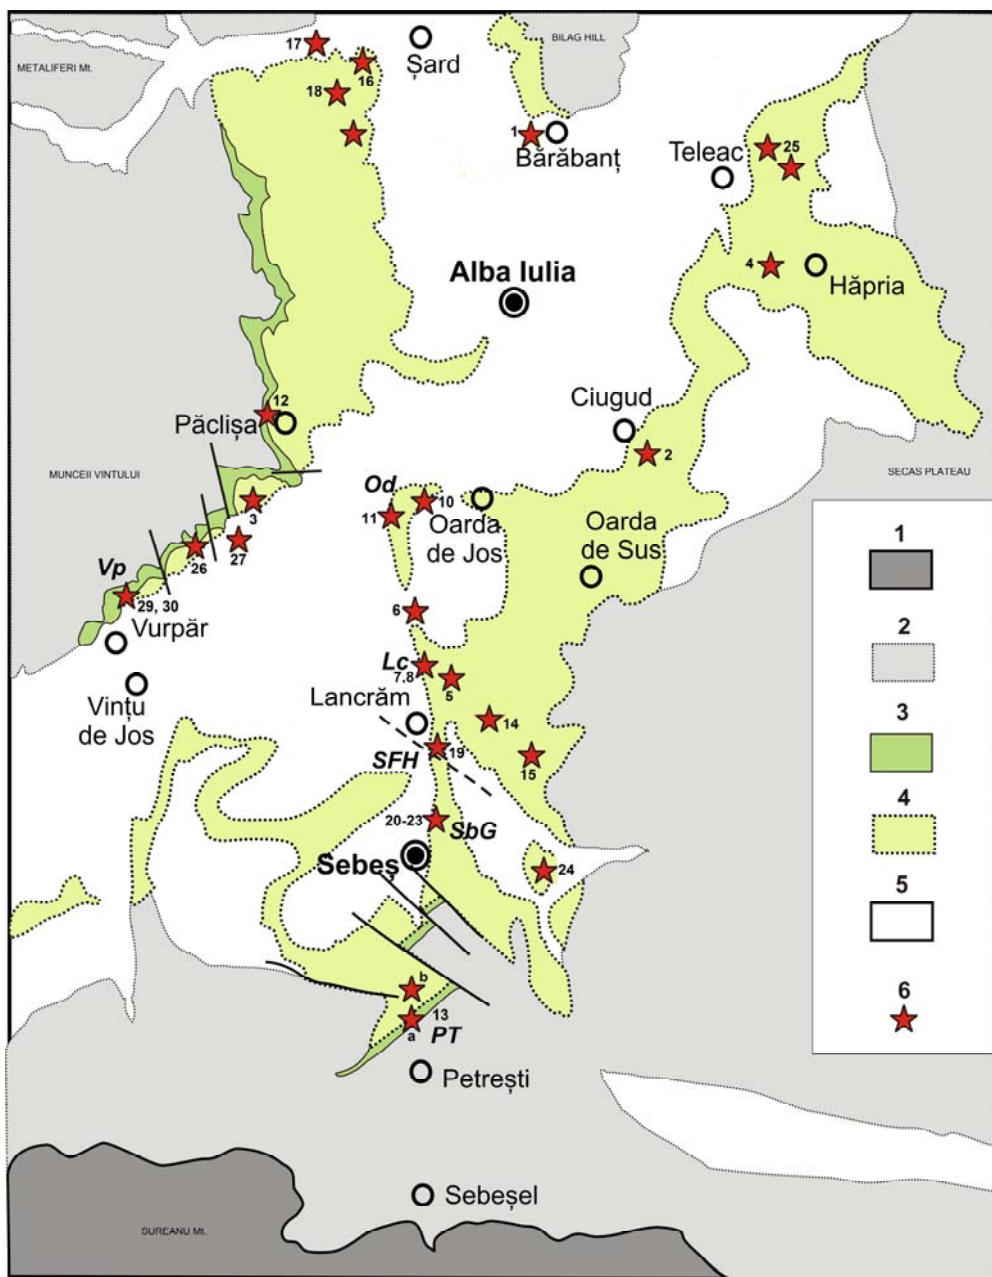 17
METALIFERI Mt.
16
Șard
BILAG HILL
18
1
Bărăbanț
Teleac
25
4
Hăpria
Alba Iulia
12
Păclișa
Ciugud
2
MUNCEII VINTULUI
SECAS PLATEAU
3
Od
10
11
Oarda
de Jos
Oarda
de Sus
26
27
Vp
29, 30
Vurpăr
6
Lc
7,8
5
Vințu
de Jos
Lancrăm
14
SFH
19
15
20-23
SbG
Sebeș
24
b
13
a
PT
Petrești
Sebeșel
SUREANU Mt.
1
2
3
4
5
6